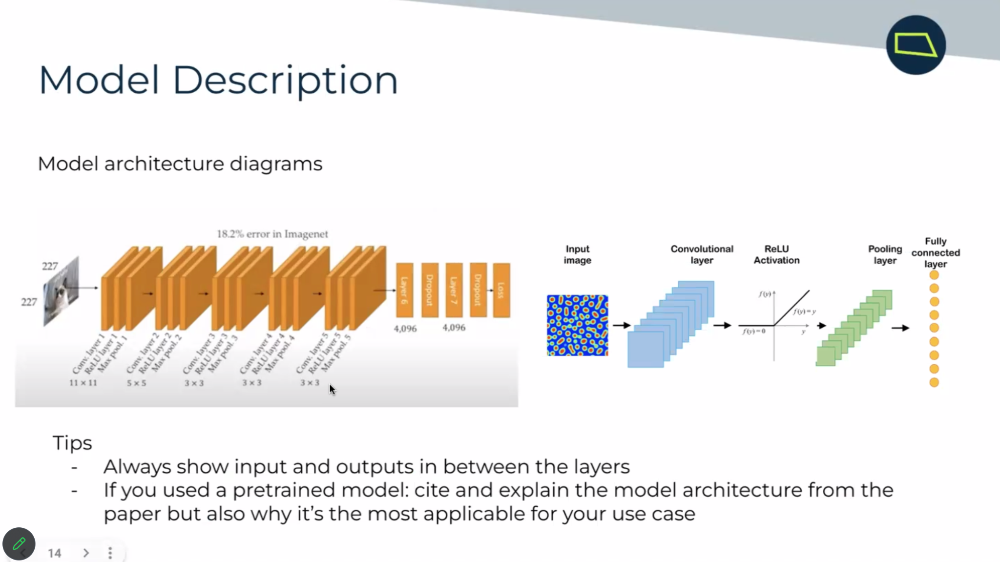 Model Description
Model architecture diagrams
18.2% error in Imagenet
227
227
Conv. layer 1
ReLU layer 1
Max pool. 1
Conv. layer 2
ReLU layer 2
Max pool. 2
Conv. layer 3
ReLU layer 3
Max pool. 3
Conv. layer 4
ReLU layer 4
Max pool. 4
Conv. layer 5
ReLU layer 5
Max pool. 5
11 × 11
5 × 5
3 × 3
3 × 3
3 × 3
Layer 6
Dropout
Layer 7
Dropout
Loss
4,096
4,096
Input
image
Convolutional
layer
ReLU
Activation
f(y)
f(y)=y
f(y)=0
y
Pooling
layer
Fully
connected
layer
Tips
- Always show input and outputs in between the layers
- If you used a pretrained model: cite and explain the model architecture from the
paper but also why it’s the most applicable for your use case
14